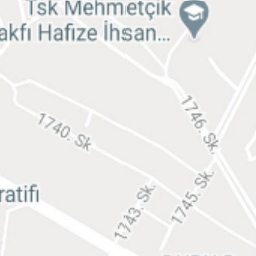 Tsk Mehmetçik
akfı Hafize İhsan...
1746. Sk.
1740. Sk
1745. Sk.
1743. Sk.
ratifi